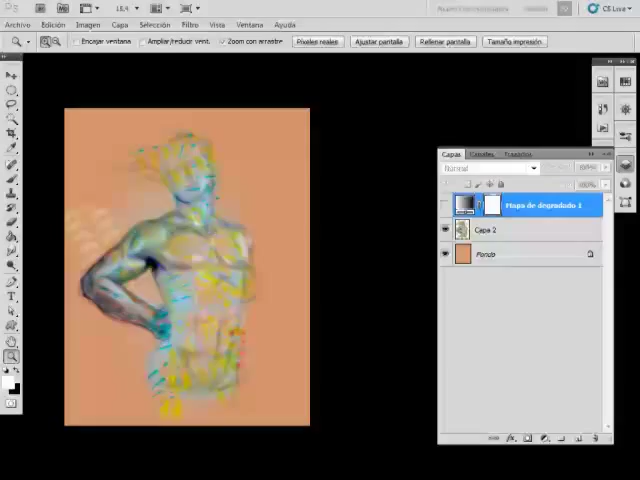 CS Live
Archivo Edición Imagen Capa Selección Filtro Vista Ventana Ayuda
Encajar ventana Ampliar/reducir vent. Zoom con arrastre Píxeles reales Ajustar pantalla Rellenar pantalla Tamaño impresión
Capas Canales Trazados
Normal
Mapa de degradado 1
Capa 2
Fondo